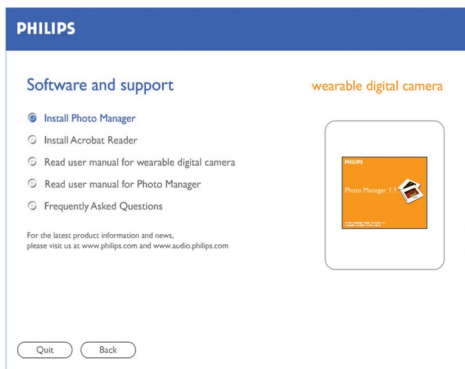 PHILIPS
Software and support
wearable digital camera
Install Photo Manager
Install Acrobat Reader
Read user manual for wearable digital camera
Read user manual for Photo Manager
Frequently Asked Questions
For the latest product information and news,
please visit us at www.philips.com and www.audio.philips.com
PHILIPS
Photo Manager 1.1
Quit
Back